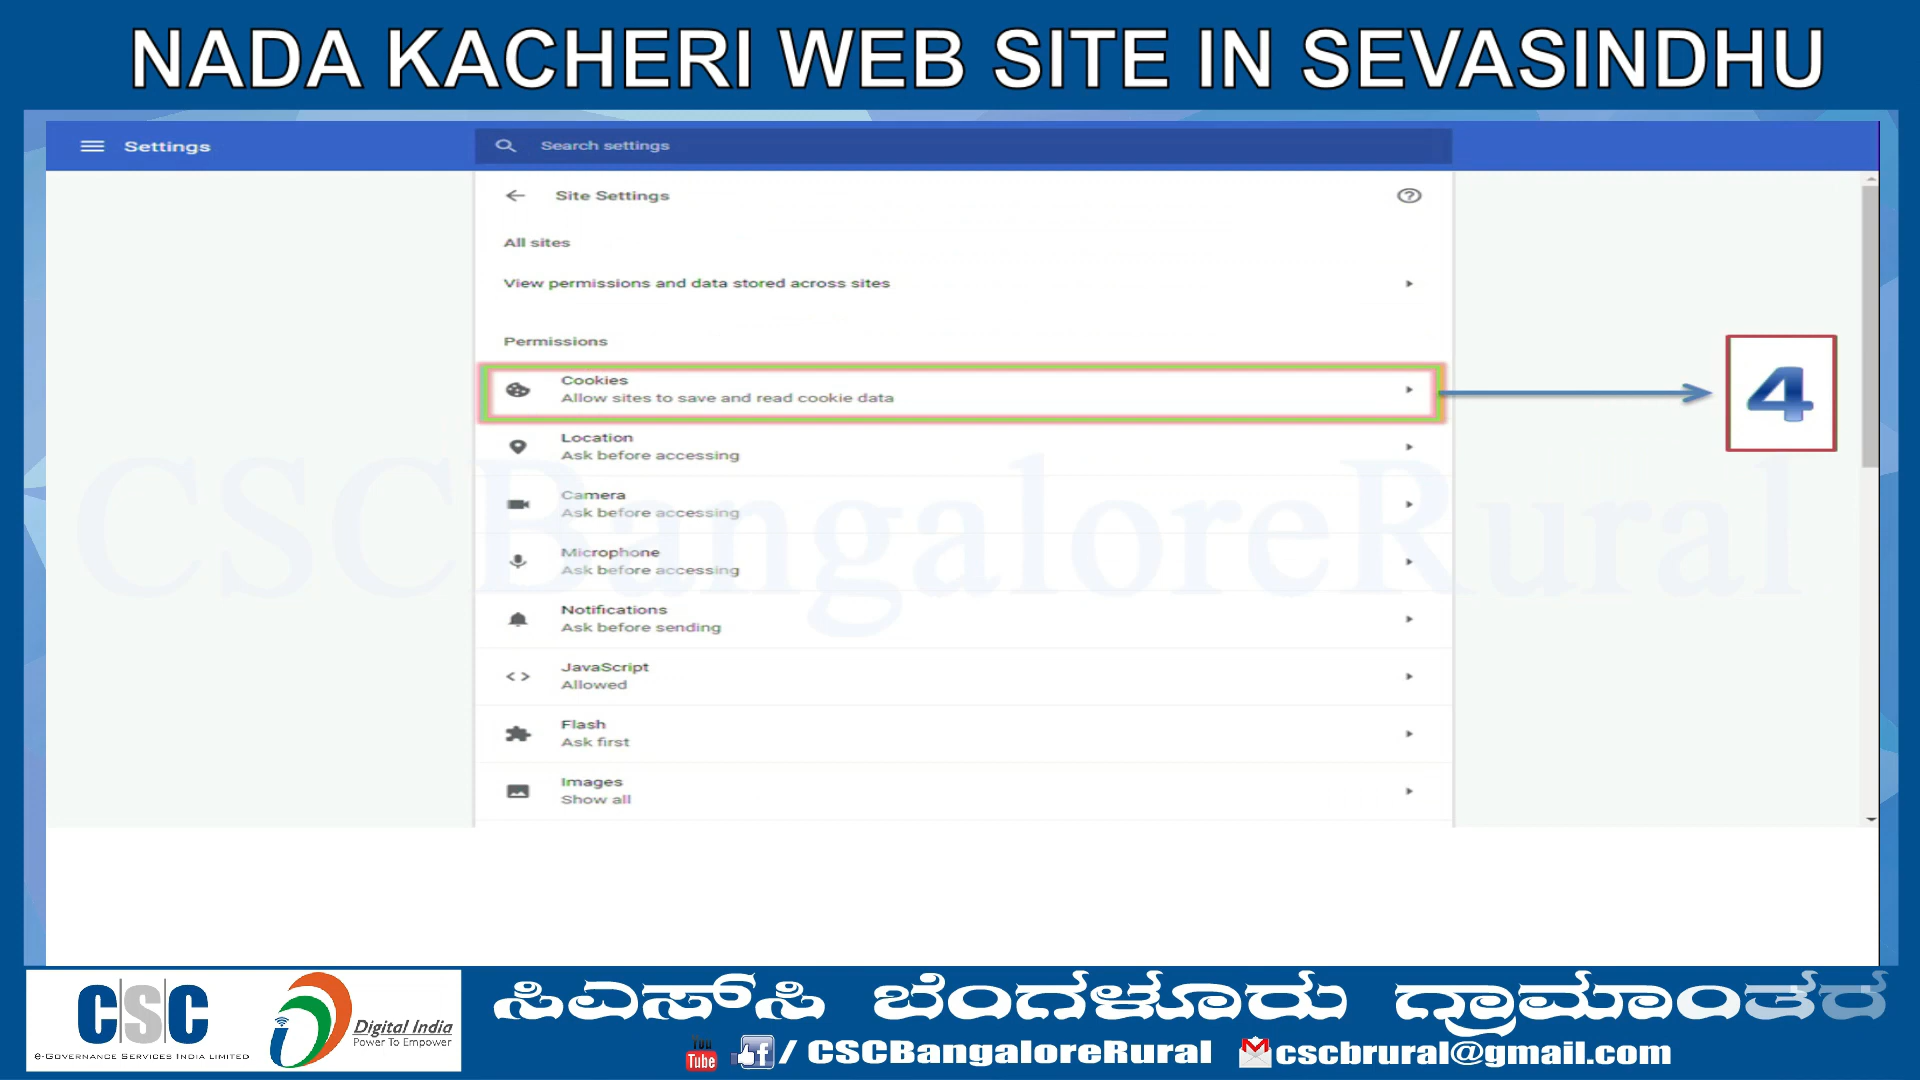 NADA KACHERI WEB SITE IN SEVASINDHU
Settings
Search settings
Site Settings
All sites
View permissions and data stored across sites
Permissions
Cookies
Allow sites to save and read cookie data
4
Location
Ask before accessing
Camera
Ask before accessing
Microphone
Ask before accessing
Notifications
Ask before sending
JavaScript
Allowed
Flash
Ask first
Images
Show all
CSCBangaloreRural
CSC
e-Governance Services India Limited
Digital India
Power To Empower
ಸಿಎಸ್‌ಸಿ ಬೆಂಗಳೂರು ಗ್ರಾಮಾಂತರ
You Tube f / CSCBangaloreRural cscbrural@gmail.com